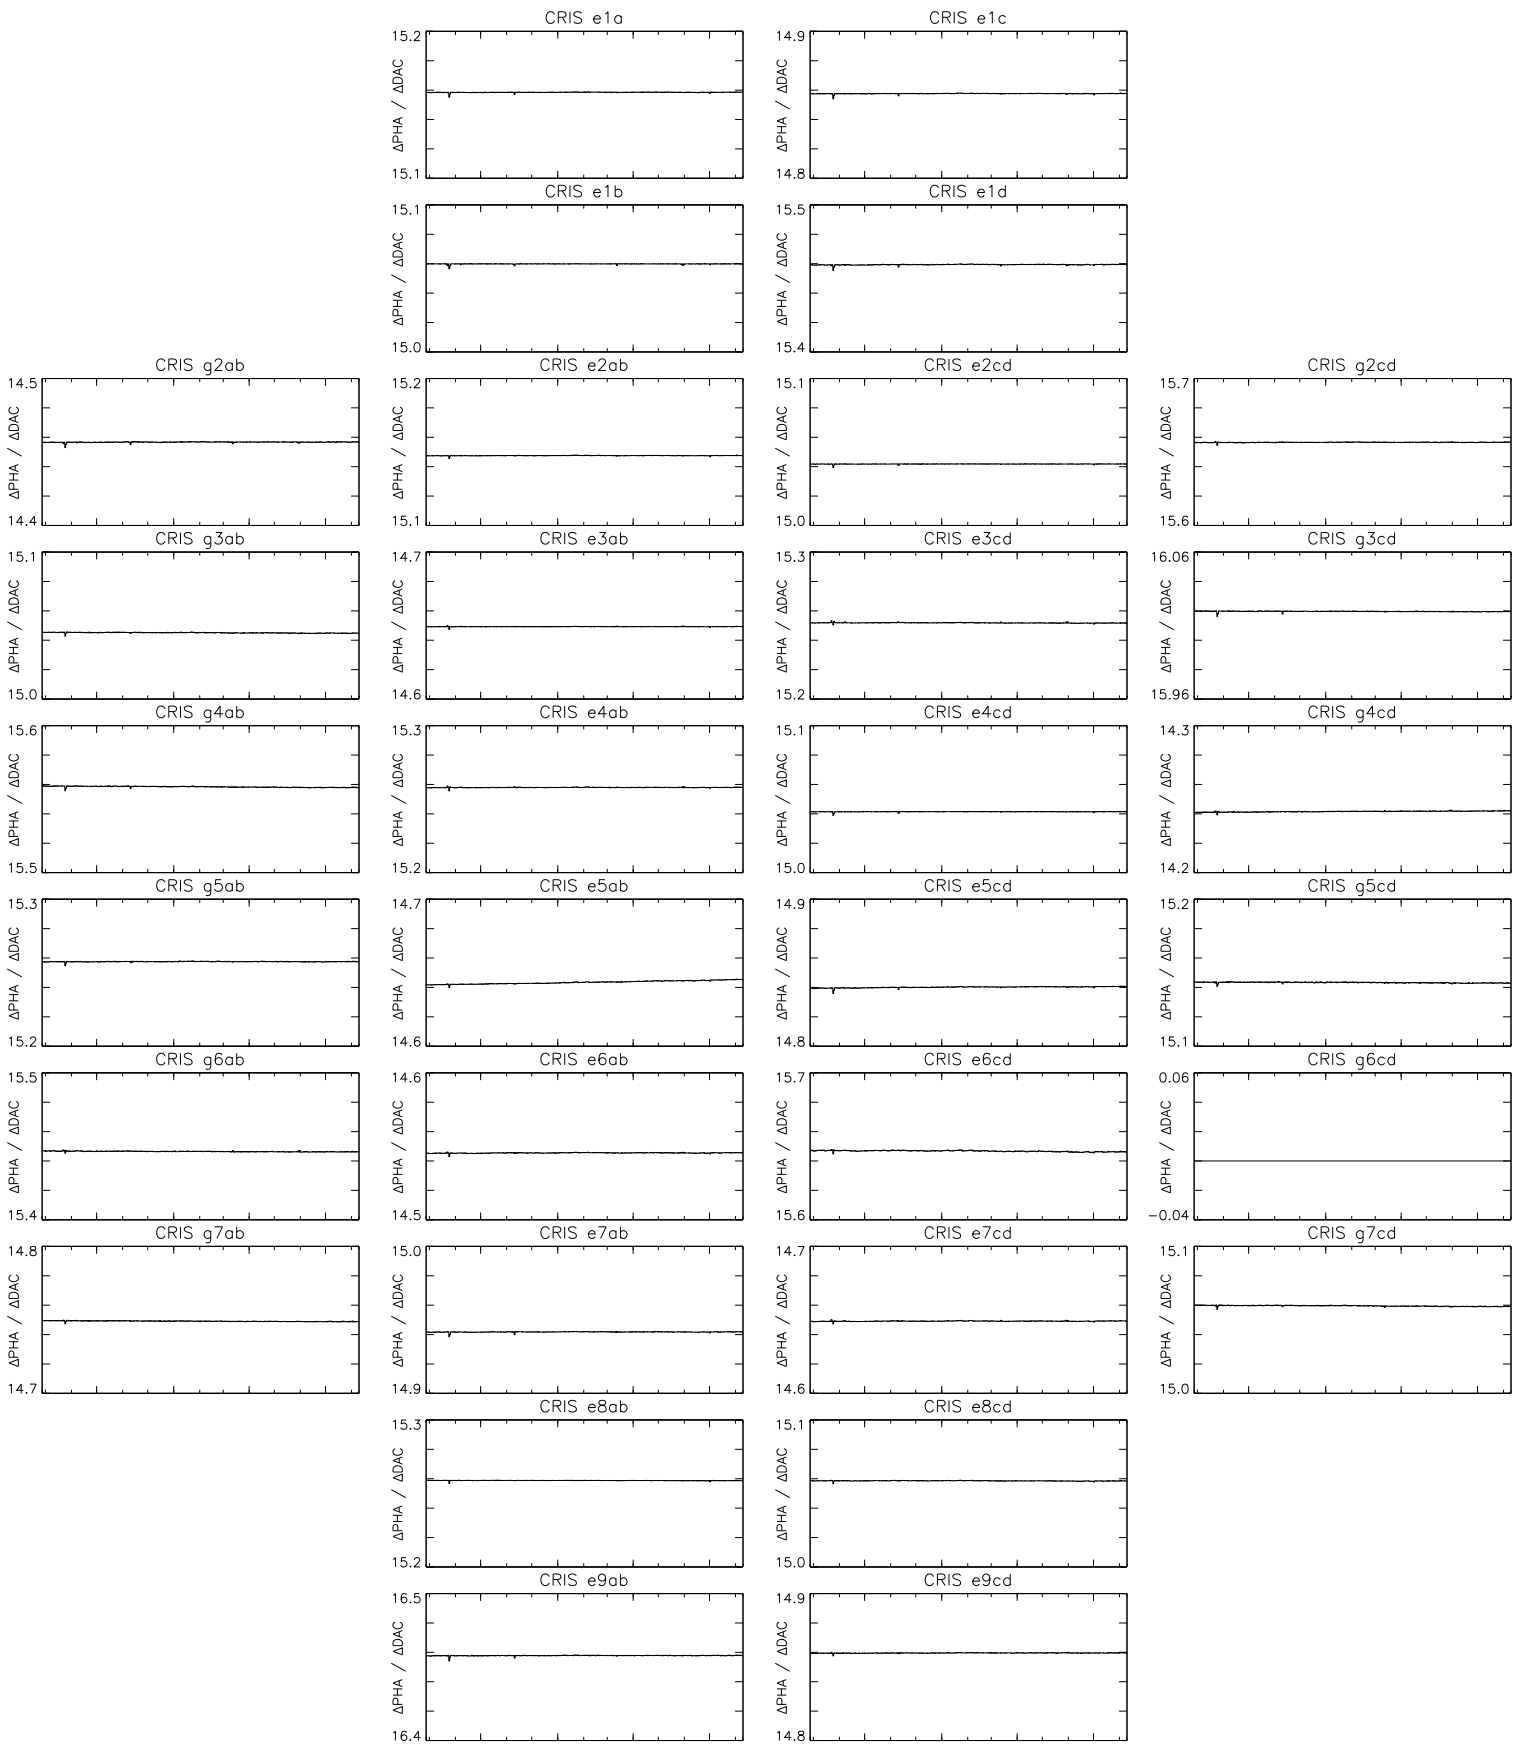 CRIS e1a
15.2
ΔPHA / ΔDAC
15.1
CRIS e1c
14.9
ΔPHA / ΔDAC
14.8
CRIS e1b
15.1
ΔPHA / ΔDAC
15.0
CRIS e1d
15.5
ΔPHA / ΔDAC
15.4
CRIS g2ab
14.5
ΔPHA / ΔDAC
14.4
CRIS e2ab
15.2
ΔPHA / ΔDAC
15.1
CRIS e2cd
15.1
ΔPHA / ΔDAC
15.0
CRIS g2cd
15.7
ΔPHA / ΔDAC
15.6
CRIS g3ab
15.1
ΔPHA / ΔDAC
15.0
CRIS e3ab
14.7
ΔPHA / ΔDAC
14.6
CRIS e3cd
15.3
ΔPHA / ΔDAC
15.2
CRIS g3cd
16.06
ΔPHA / ΔDAC
15.96
CRIS g4ab
15.6
ΔPHA / ΔDAC
15.5
CRIS e4ab
15.3
ΔPHA / ΔDAC
15.2
CRIS e4cd
15.1
ΔPHA / ΔDAC
15.0
CRIS g4cd
14.3
ΔPHA / ΔDAC
14.2
CRIS g5ab
15.3
ΔPHA / ΔDAC
15.2
CRIS e5ab
14.7
ΔPHA / ΔDAC
14.6
CRIS e5cd
14.9
ΔPHA / ΔDAC
14.8
CRIS g5cd
15.2
ΔPHA / ΔDAC
15.1
CRIS g6ab
15.5
ΔPHA / ΔDAC
15.4
CRIS e6ab
14.6
ΔPHA / ΔDAC
14.5
CRIS e6cd
15.7
ΔPHA / ΔDAC
15.6
CRIS g6cd
0.06
ΔPHA / ΔDAC
−0.04
CRIS g7ab
14.8
ΔPHA / ΔDAC
14.7
CRIS e7ab
15.0
ΔPHA / ΔDAC
14.9
CRIS e7cd
14.7
ΔPHA / ΔDAC
14.6
CRIS g7cd
15.1
ΔPHA / ΔDAC
15.0
CRIS e8ab
15.3
ΔPHA / ΔDAC
15.2
CRIS e8cd
15.1
ΔPHA / ΔDAC
15.0
CRIS e9ab
16.5
ΔPHA / ΔDAC
16.4
CRIS e9cd
14.9
ΔPHA / ΔDAC
14.8